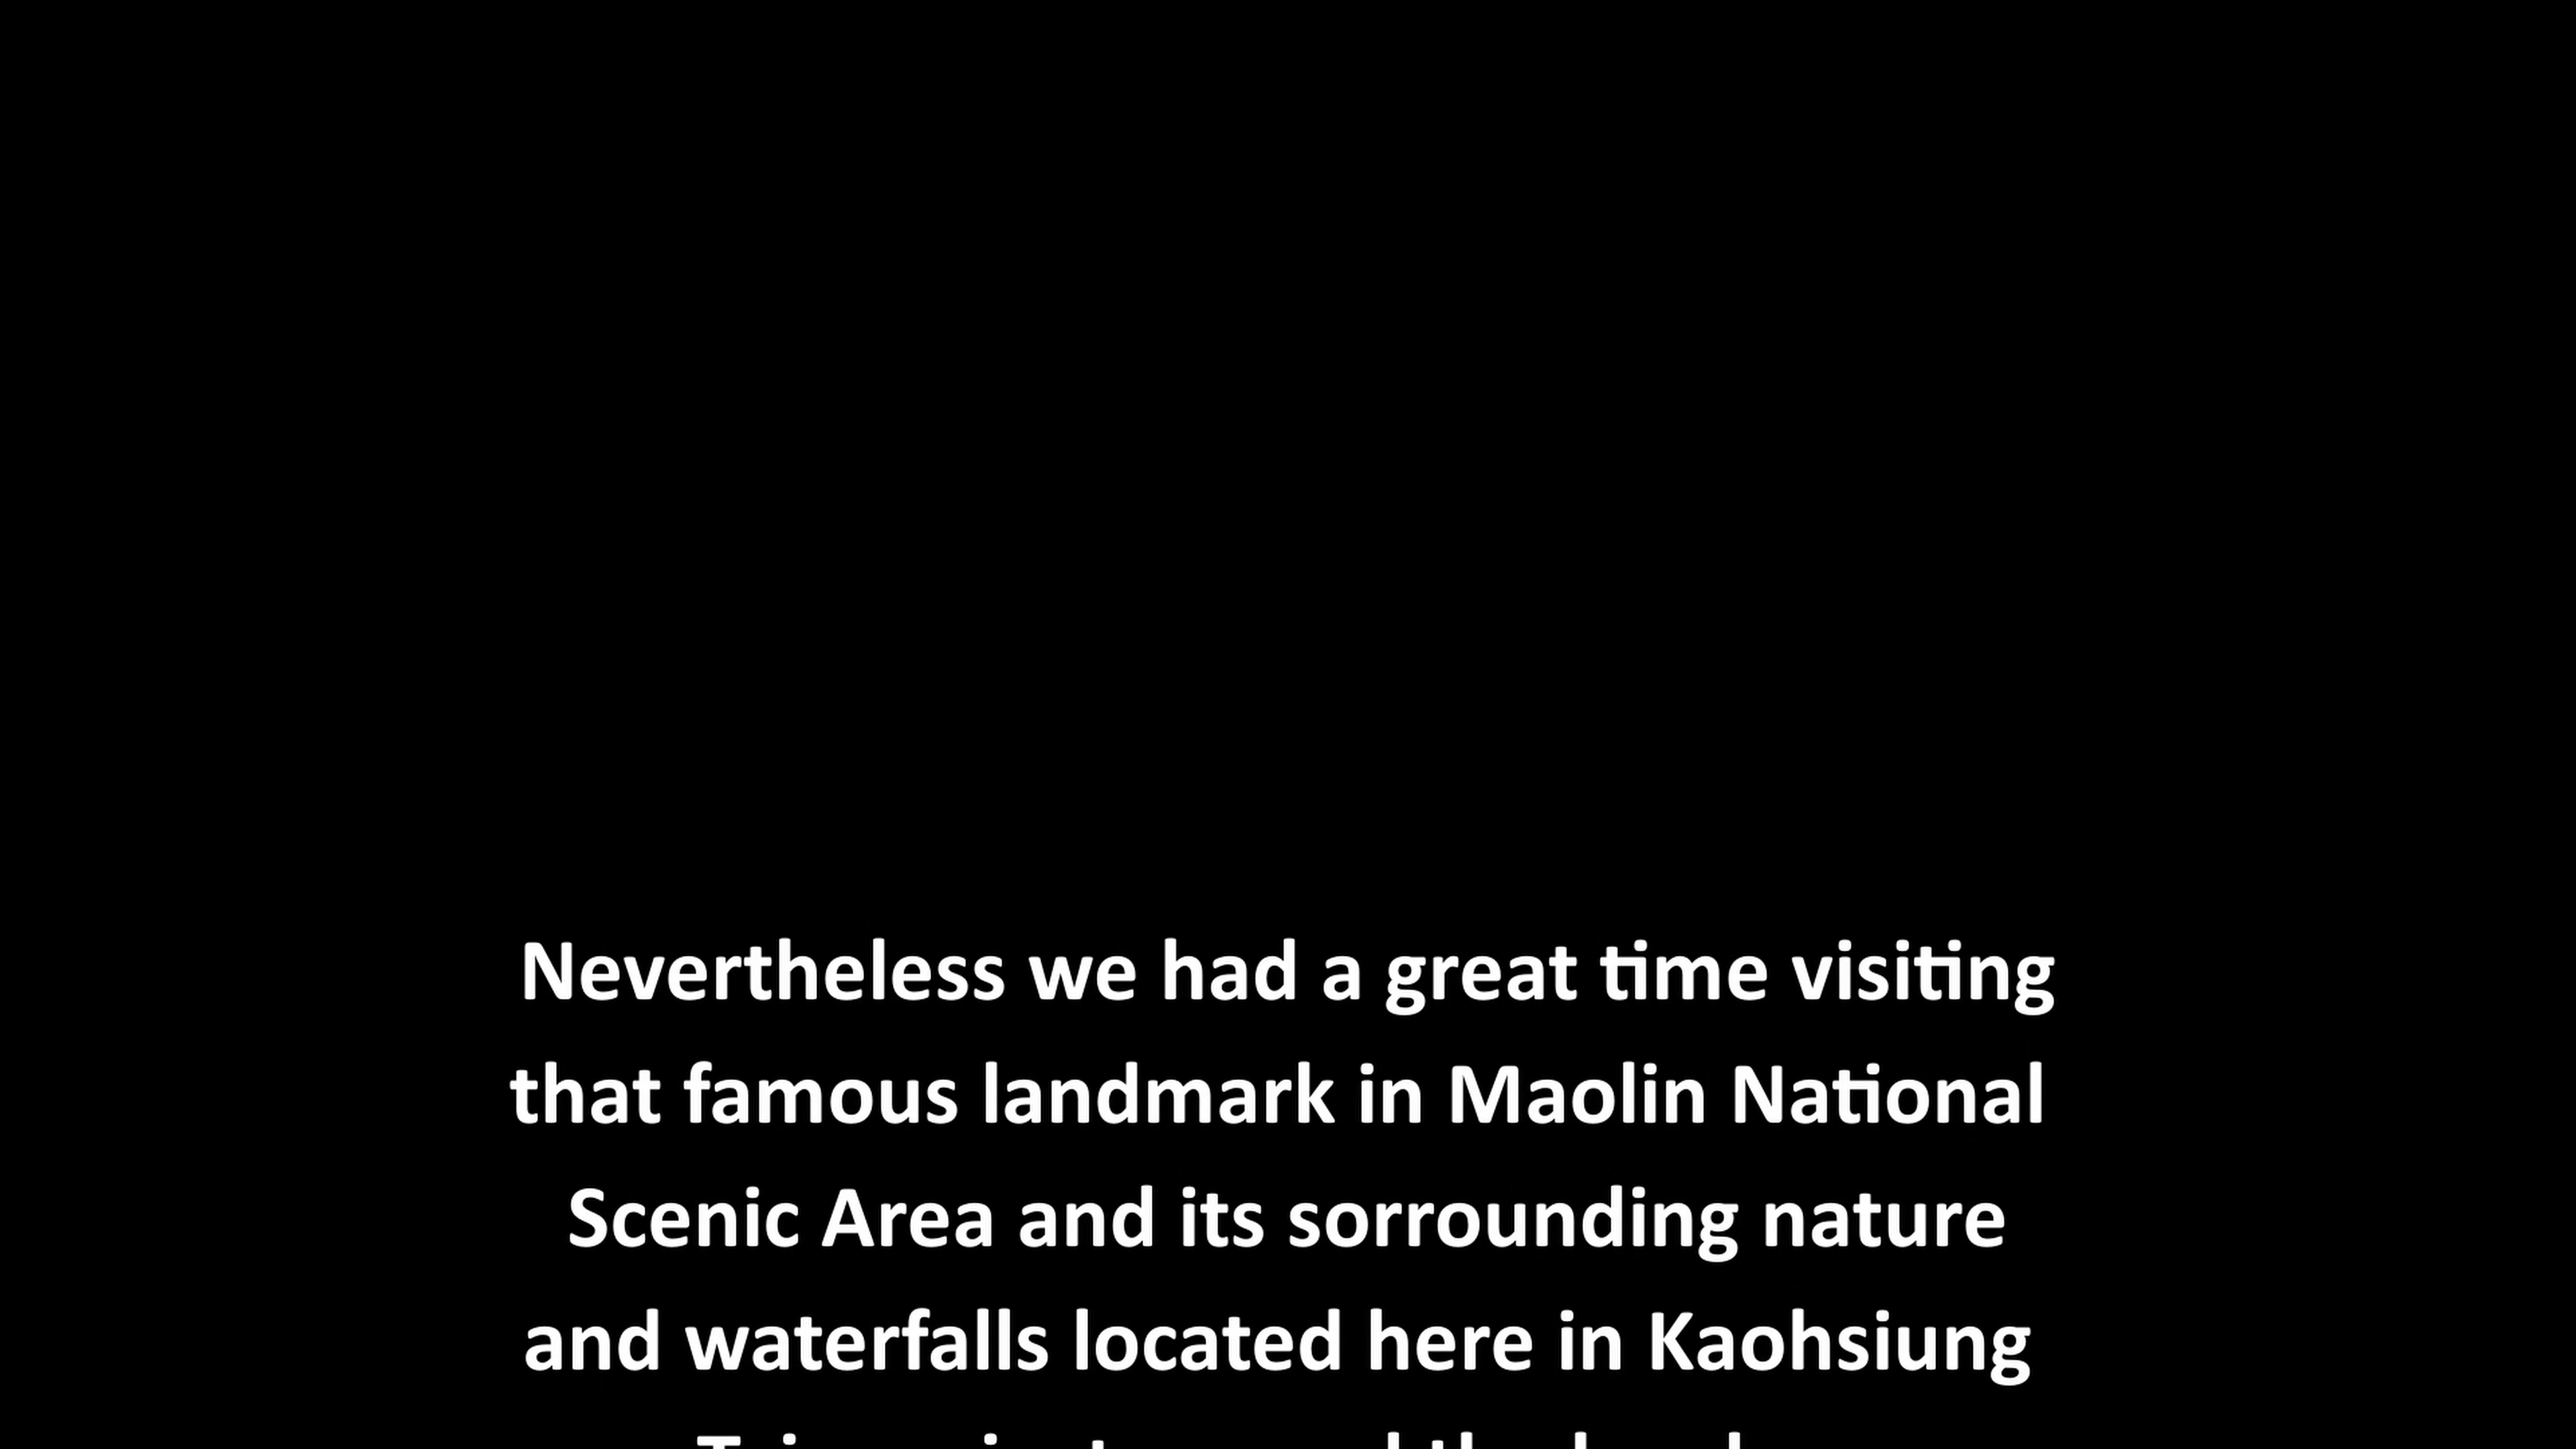 Nevertheless we had a great time visiting
that famous landmark in Maolin National
Scenic Area and its sorrounding nature
and waterfalls located here in Kaohsiung